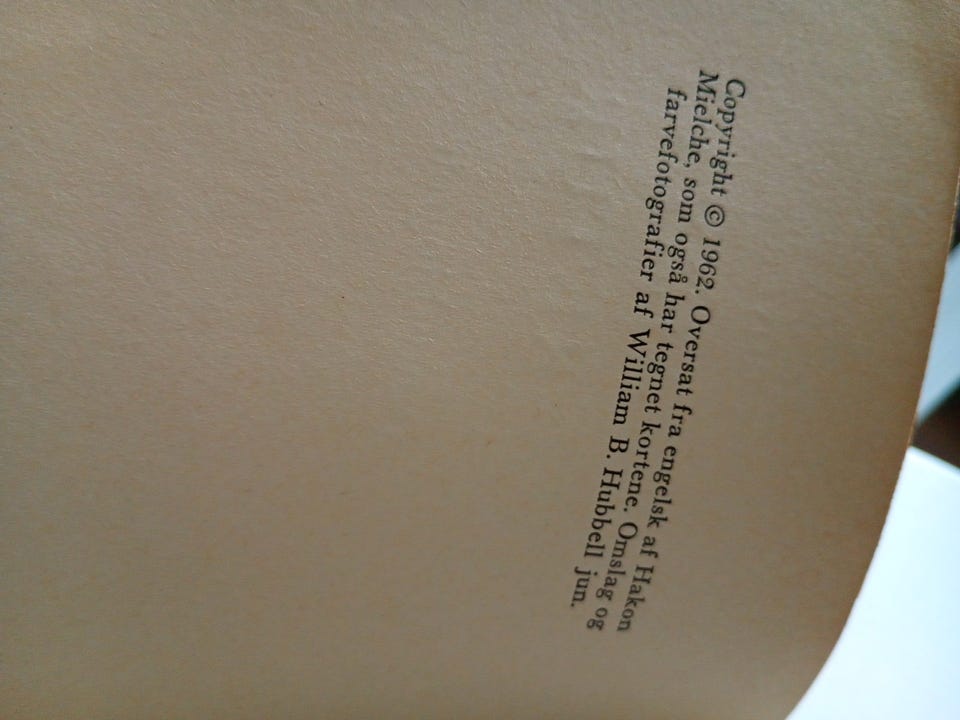 Copyright © 1962. Oversat fra engelsk af Hakon
Mielche, som også har tegnet kortene. Omslag og
farvefotografier af William B. Hubbell jun.